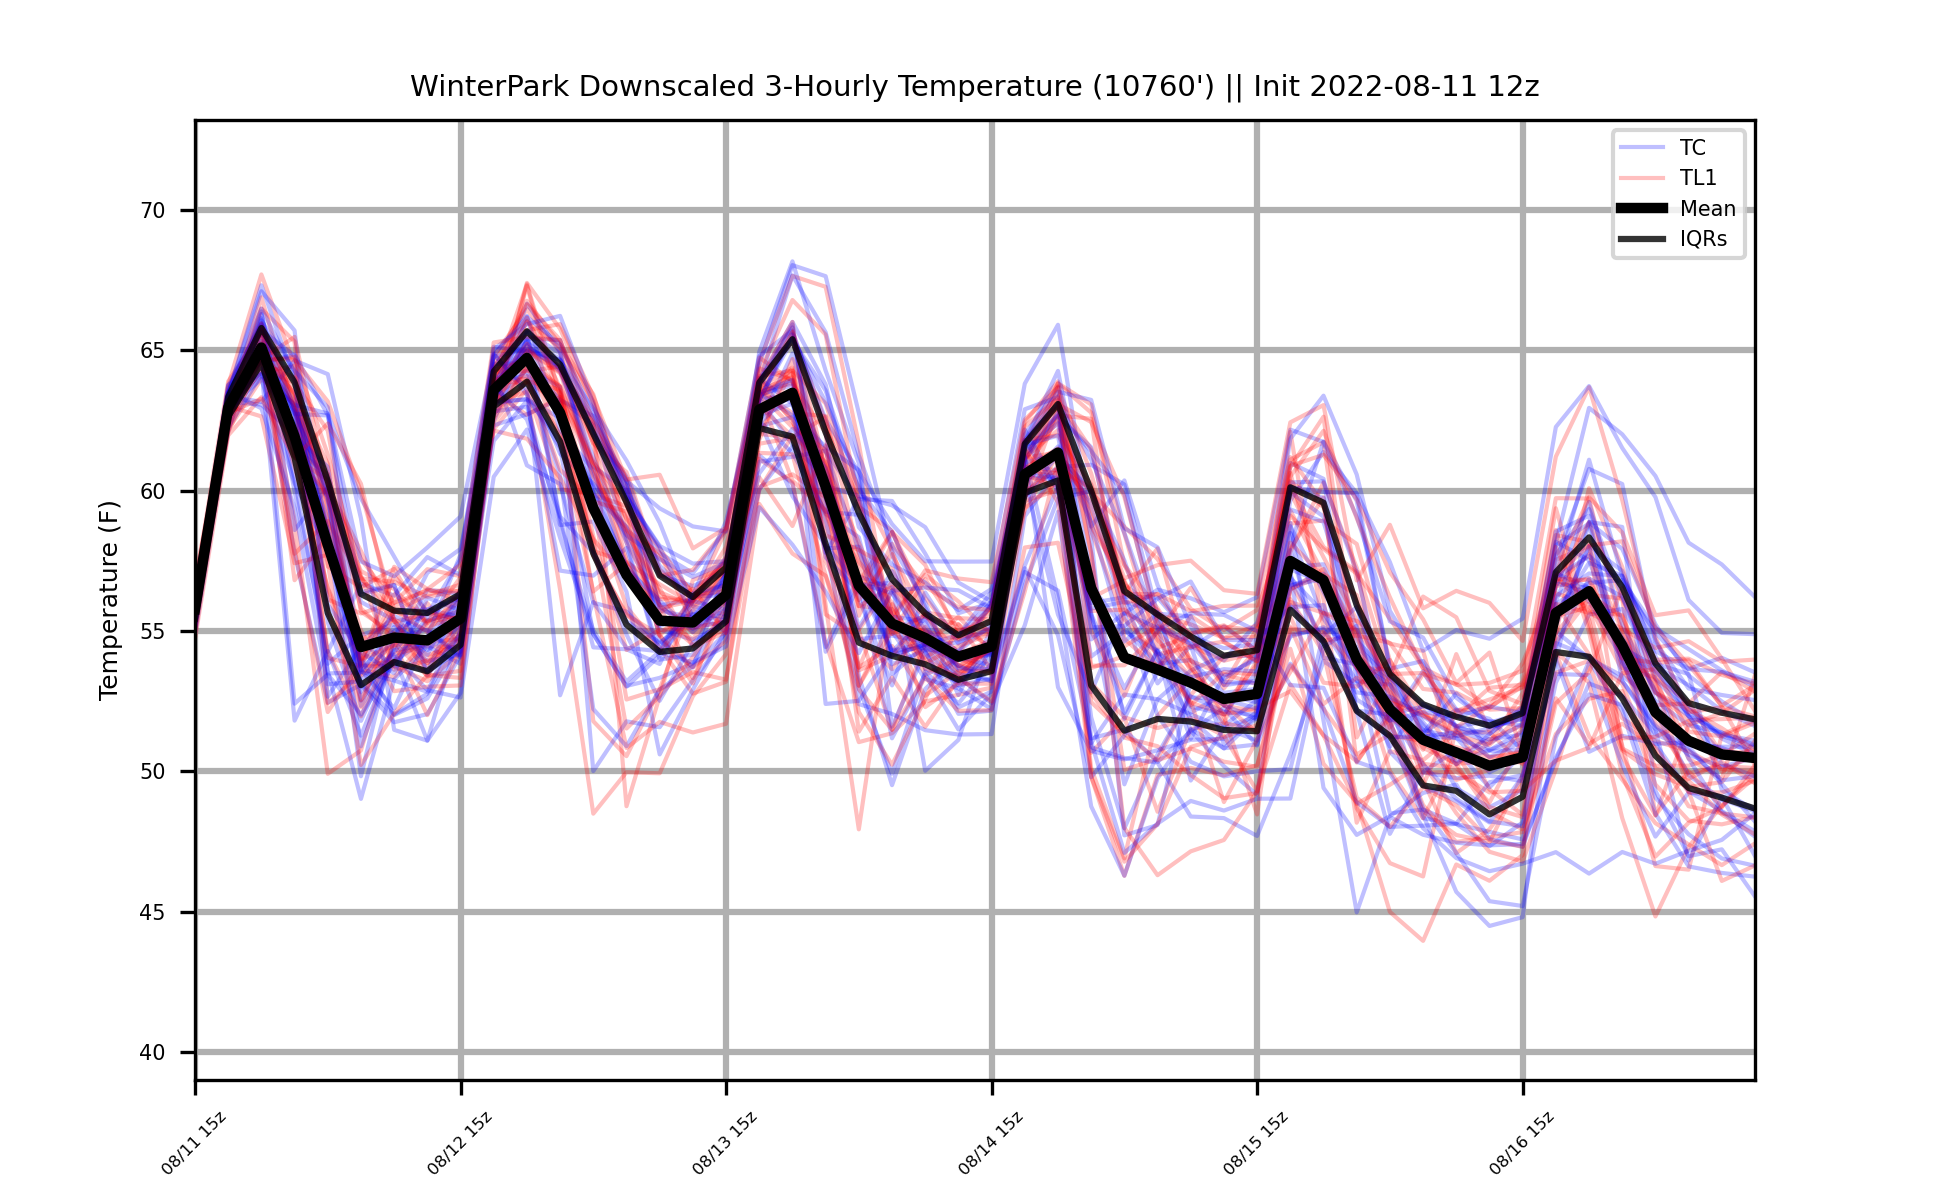 WinterPark Downscaled 3-Hourly Temperature (10760') || Init 2022-08-11 12z
TC
TL1
Mean
IQRs
Temperature (F)
70
65
60
55
50
45
40
08/11 15z
08/12 15z
08/13 15z
08/14 15z
08/15 15z
08/16 15z